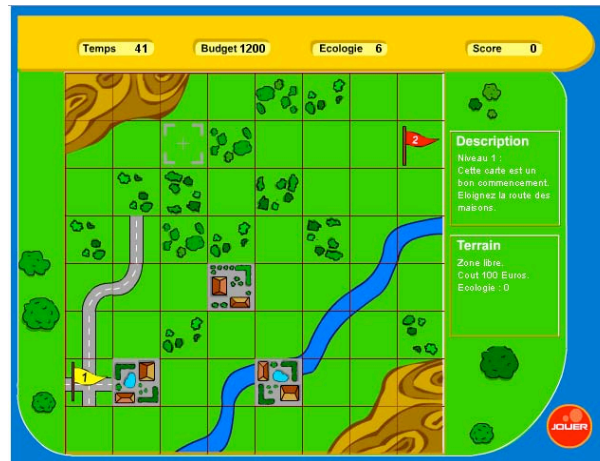 Temps 41 Budget 1200 Ecologie 6 Score 0
2
Description
Niveau 1 :
Cette carte est un
bon commencement.
Eloignez la route des
maisons.
Terrain
Zone libre.
Cout 100 Euros.
Ecologie : 0
1
JOUER